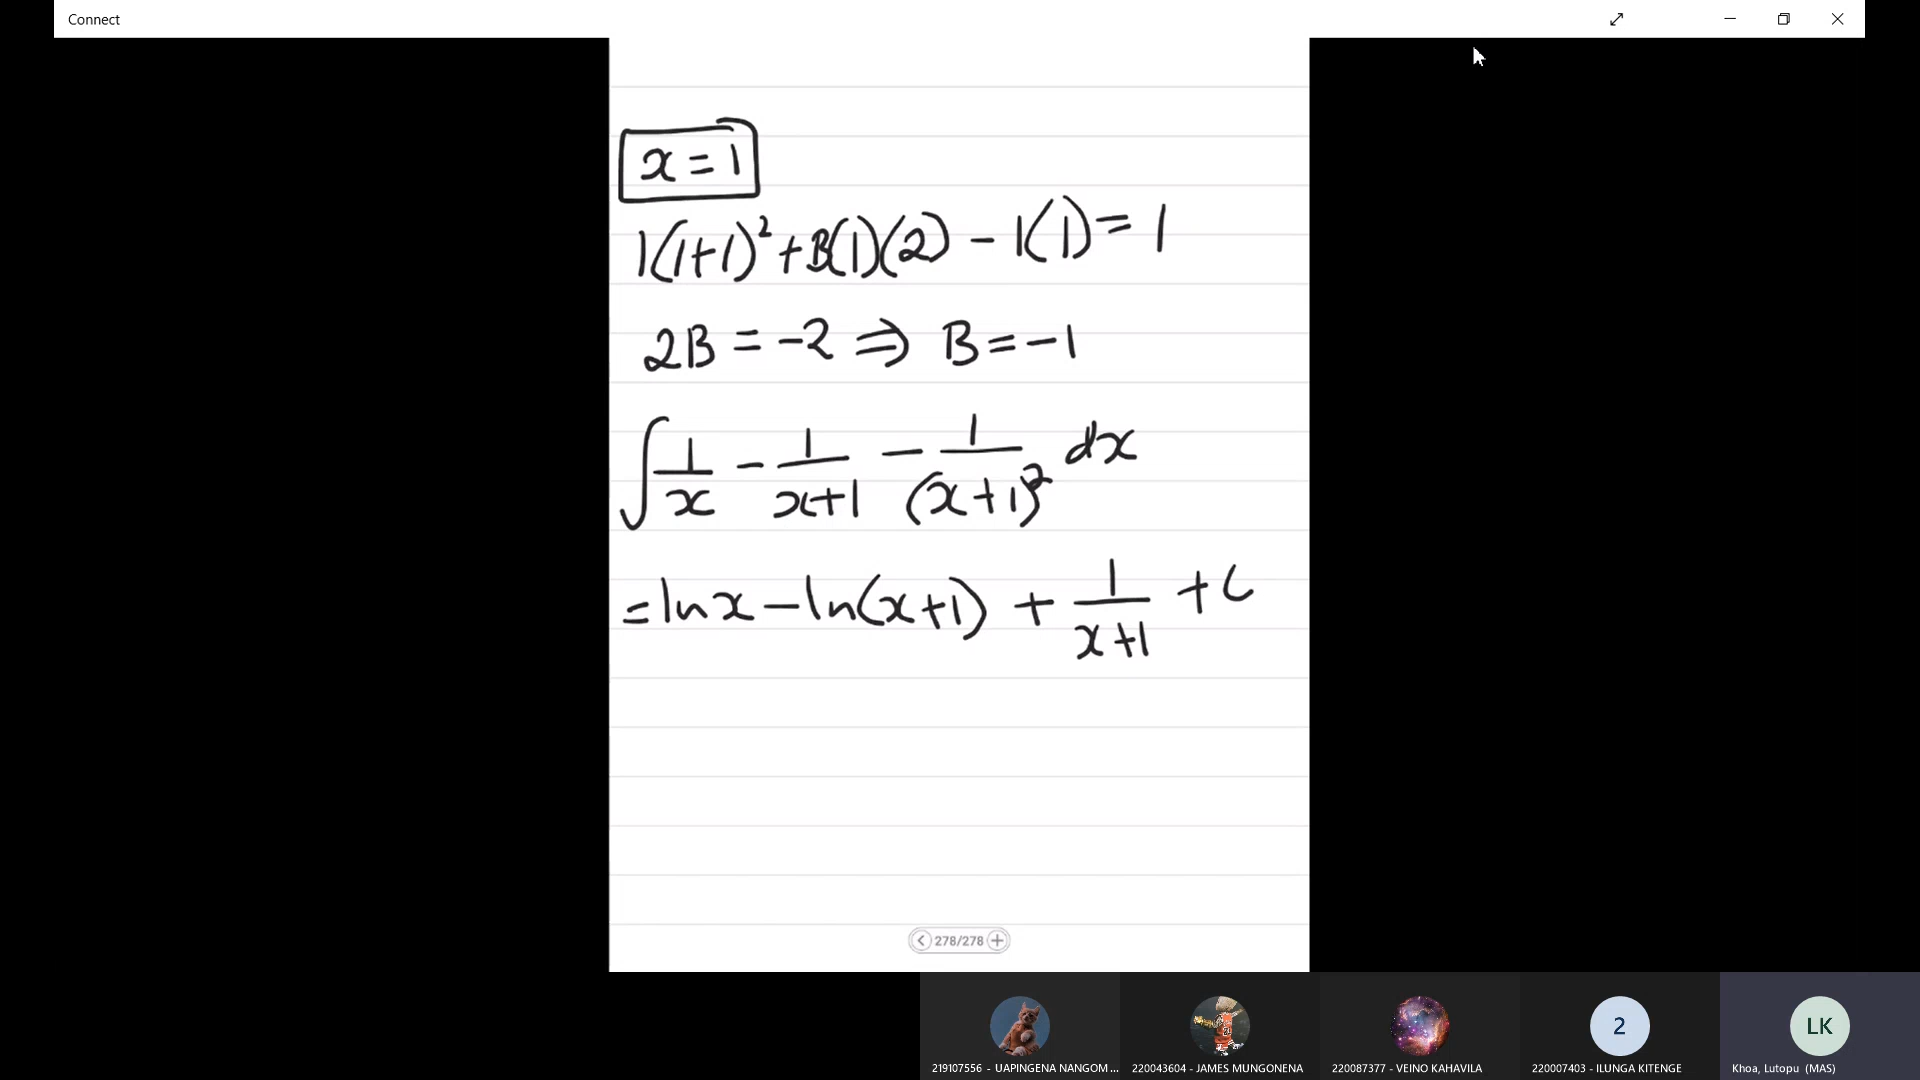 Connect
x = 1
1(1+1)² + B(1)(2) - 1(1) = 1
2B = -2 ⇒ B = -1
∫ 1/x - 1/(x+1) - 1/(x+1)² dx
= ln x - ln(x+1) + 1/(x+1) + C
278/278
2
LK
219107556 - UAPINGENA NANGOM ...
220043604 - JAMES MUNGONENA
220087377 - VEINO KAHAVILA
220007403 - ILUNGA KITENGE
Khoa, Lutopu (MAS)